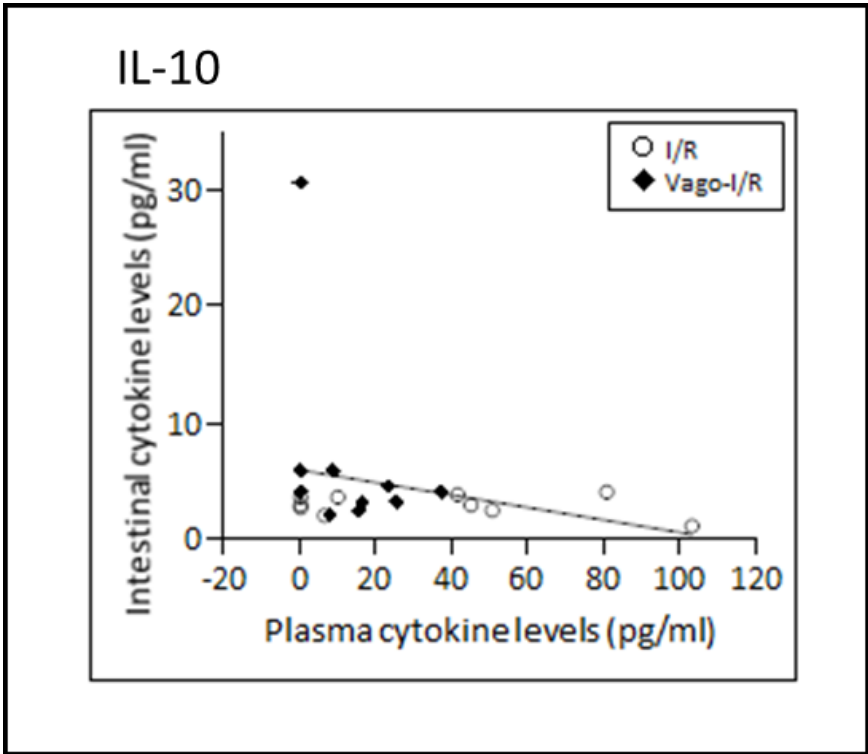 IL-10
I/R
Vago-I/R
Intestinal cytokine levels (pg/ml)
30
20
10
0
-20 0 20 40 60 80 100 120
Plasma cytokine levels (pg/ml)